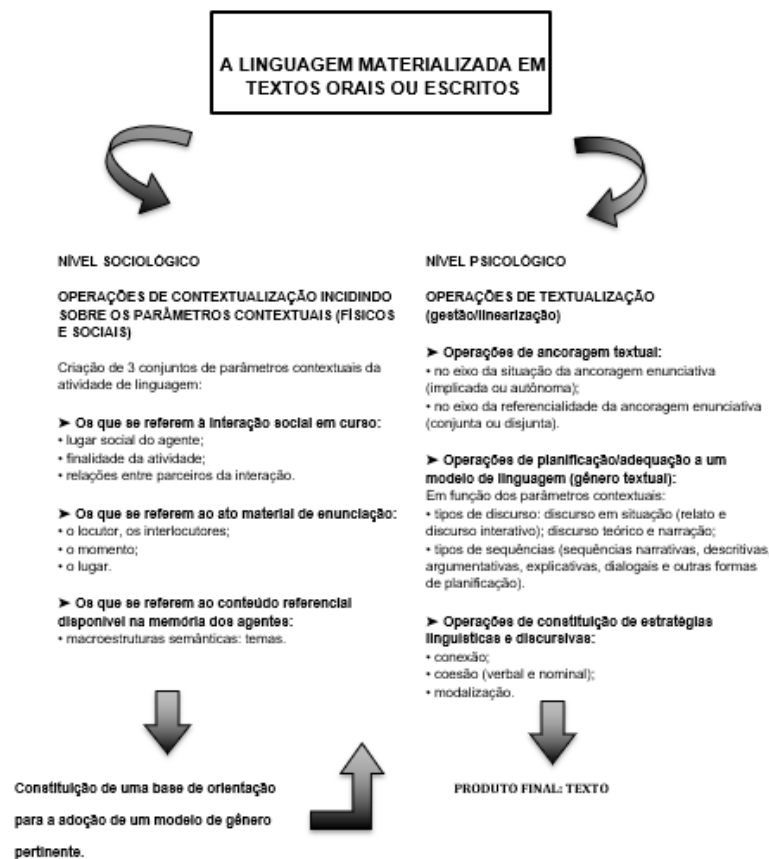 A LINGUAGEM MATERIALIZADA EM
TEXTOS ORAIS OU ESCRITOS
NÍVEL SOCIOLÓGICO
OPERAÇÕES DE CONTEXTUALIZAÇÃO INCIDINDO
SOBRE OS PARÂMETROS CONTEXTUAIS (FÍSICOS
E SOCIAIS)
Criação de 3 conjuntos de parâmetros contextuais da
atividade de linguagem:
➤ Os que se referem à interação social em curso:
• lugar social do agente;
• finalidade da atividade;
• relações entre parceiros da interação.
➤ Os que se referem ao ato material de enunciação:
• o locutor, os interlocutores;
• o momento;
• o lugar.
➤ Os que se referem ao conteúdo referencial
disponível na memória dos agentes:
• macroestruturas semânticas: temas.
Constituição de uma base de orientação
para a adoção de um modelo de gênero
pertinente.
NÍVEL PSICOLÓGICO
OPERAÇÕES DE TEXTUALIZAÇÃO
(gestão/linearização)
➤ Operações de ancoragem textual:
• no eixo da situação da ancoragem enunciativa
(implicada ou autônoma);
• no eixo da referencialidade da ancoragem enunciativa
(conjunta ou disjunta).
➤ Operações de planificação/adequação a um
modelo de linguagem (gênero textual):
Em função dos parâmetros contextuais:
• tipos de discurso: discurso em situação (relato e
discurso interativo); discurso teórico e narração;
• tipos de sequências (sequências narrativas, descritivas,
argumentativas, explicativas, dialogais e outras formas
de planificação).
➤ Operações de constituição de estratégias
linguísticas e discursivas:
• conexão;
• coesão (verbal e nominal);
• modalização.
PRODUTO FINAL: TEXTO